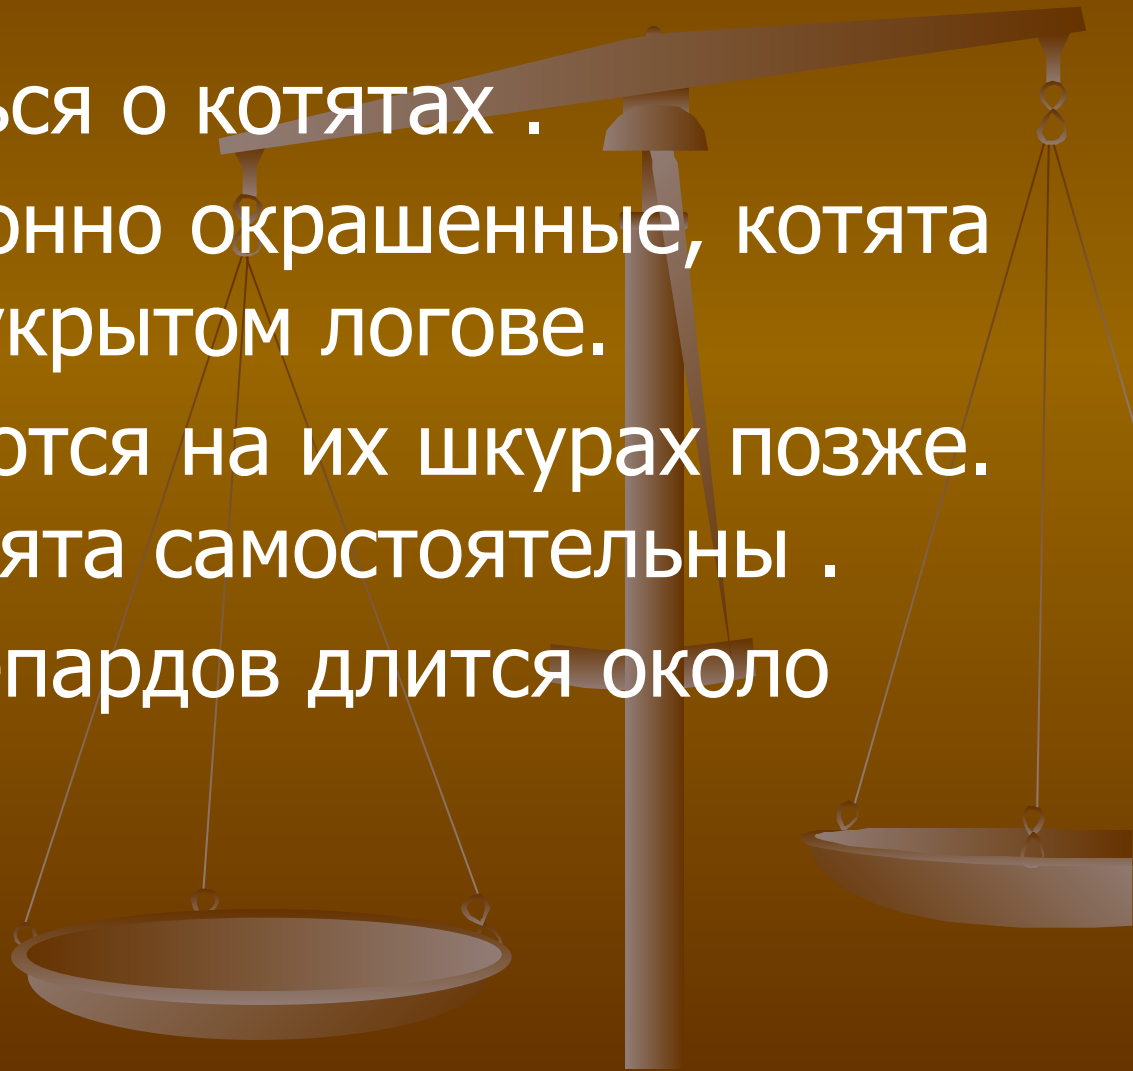 ься о котятах .
онно окрашенные, котята
укрытом логове.
ются на их шкурах позже.
ята самостоятельны .
пардов длится около